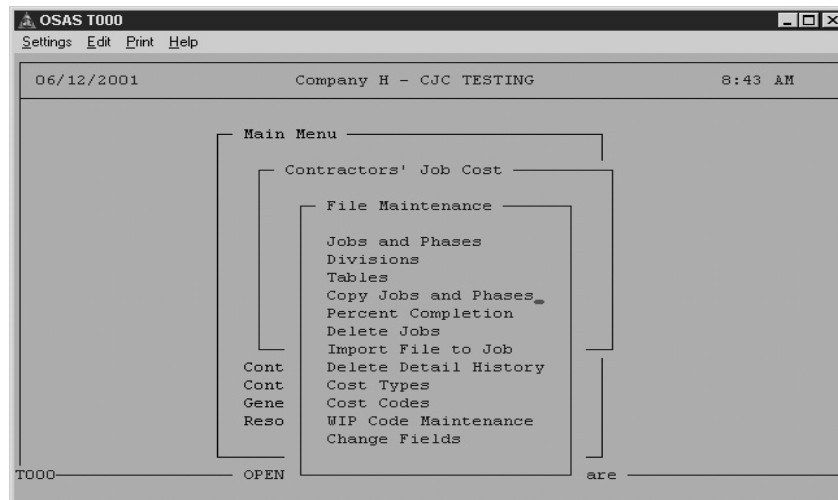 OSAS T000
Settings Edit Print Help
06/12/2001 Company H - CJC TESTING 8:43 AM
Main Menu
Contractors' Job Cost
File Maintenance
Jobs and Phases
Divisions
Tables
Copy Jobs and Phases
Percent Completion
Delete Jobs
Import File to Job
Cont Delete Detail History
Cont Cost Types
Gene Cost Codes
Reso WIP Code Maintenance
Change Fields
T000 OPEN are